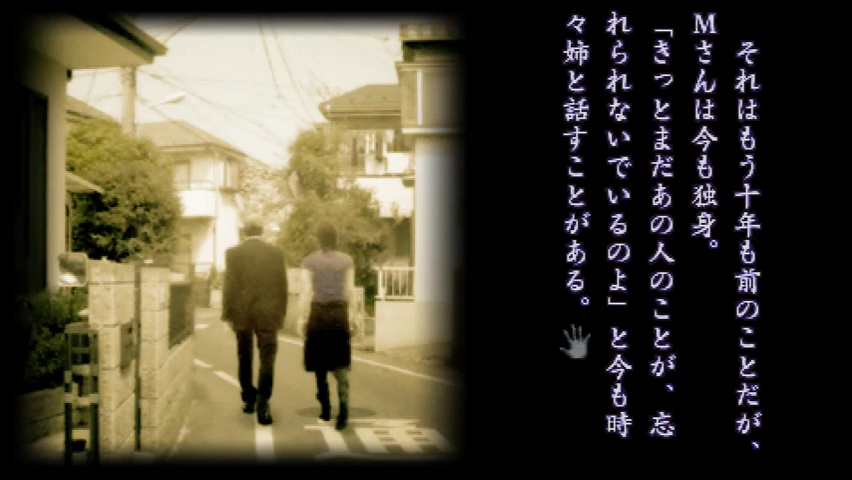 それはもう十年も前のことだが、
Mさんは今も独身。
「きっとまだあの人のことが、忘
れられないでいるのよ」と今も時
々姉と話すことがある。